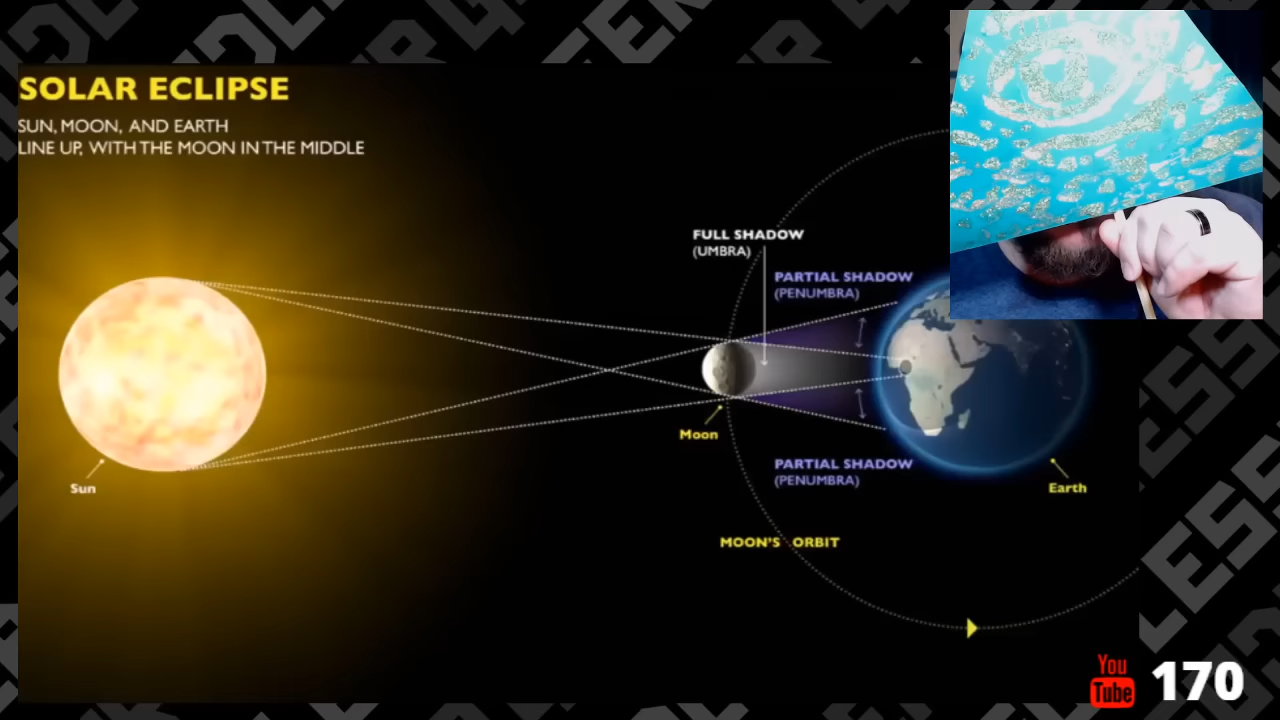 SOLAR ECLIPSE
SUN, MOON, AND EARTH
LINE UP, WITH THE MOON IN THE MIDDLE
FULL SHADOW
(UMBRA)
PARTIAL SHADOW
(PENUMBRA)
Moon
Sun
PARTIAL SHADOW
(PENUMBRA)
Earth
MOON'S ORBIT
You
Tube
170